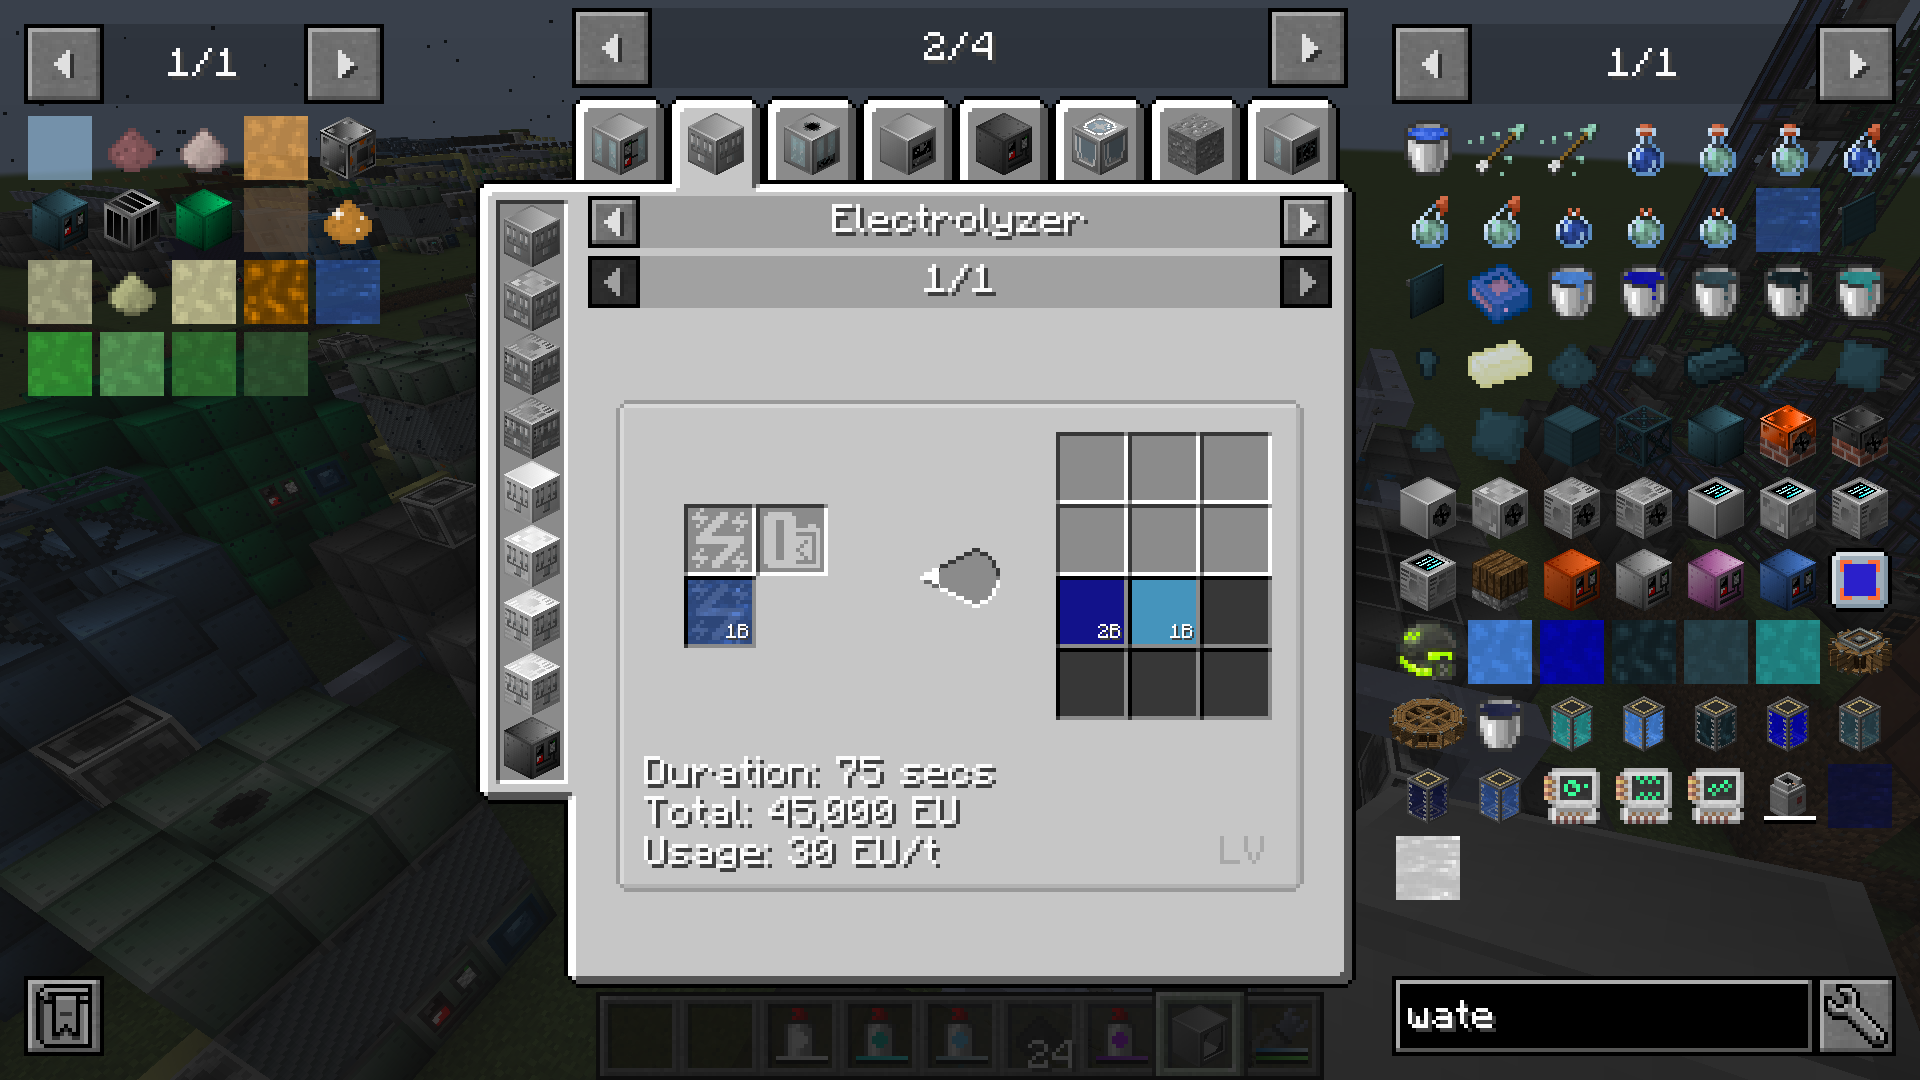 1/1
2/4
1/1
Electrolyzer
1/1
1B
2B
1B
Duration: 75 secs
Total: 45,000 EU
Usage: 30 EU/t
LV
wate
24